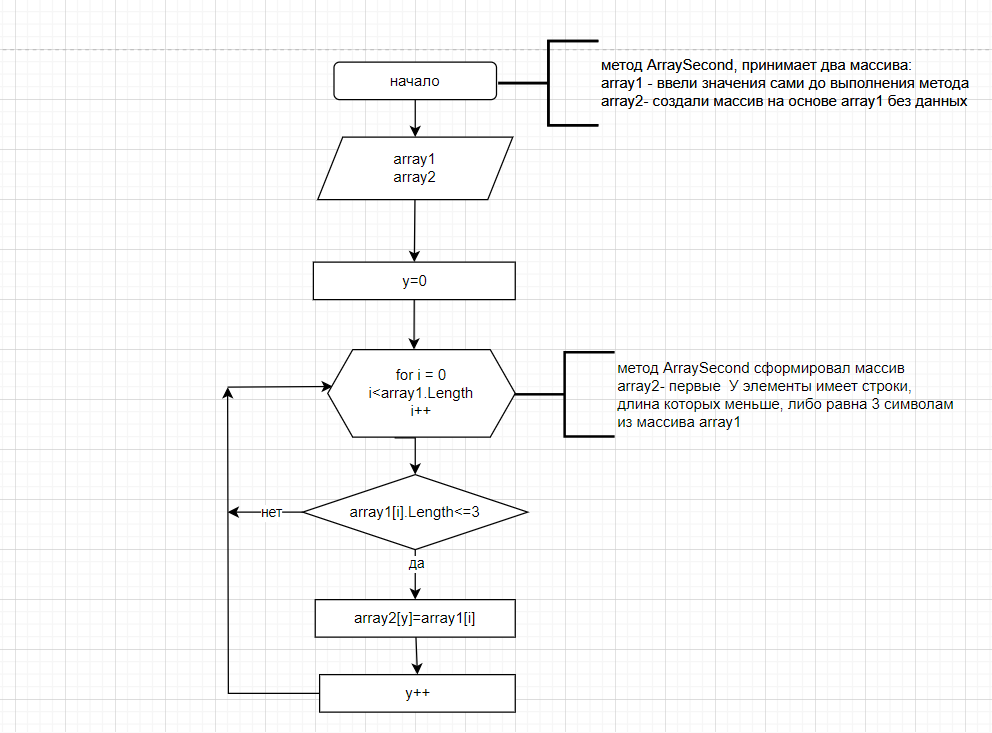 начало
метод ArraySecond, принимает два массива:
array1 - ввели значения сами до выполнения метода
array2- создали массив на основе array1 без данных
array1
array2
y=0
for i = 0
i<array1.Length
i++
метод ArraySecond сформировал массив
array2- первые  У элементы имеет строки,
длина которых меньше, либо равна 3 символам
из массива array1
array1[i].Length<=3
нет
да
array2[y]=array1[i]
y++